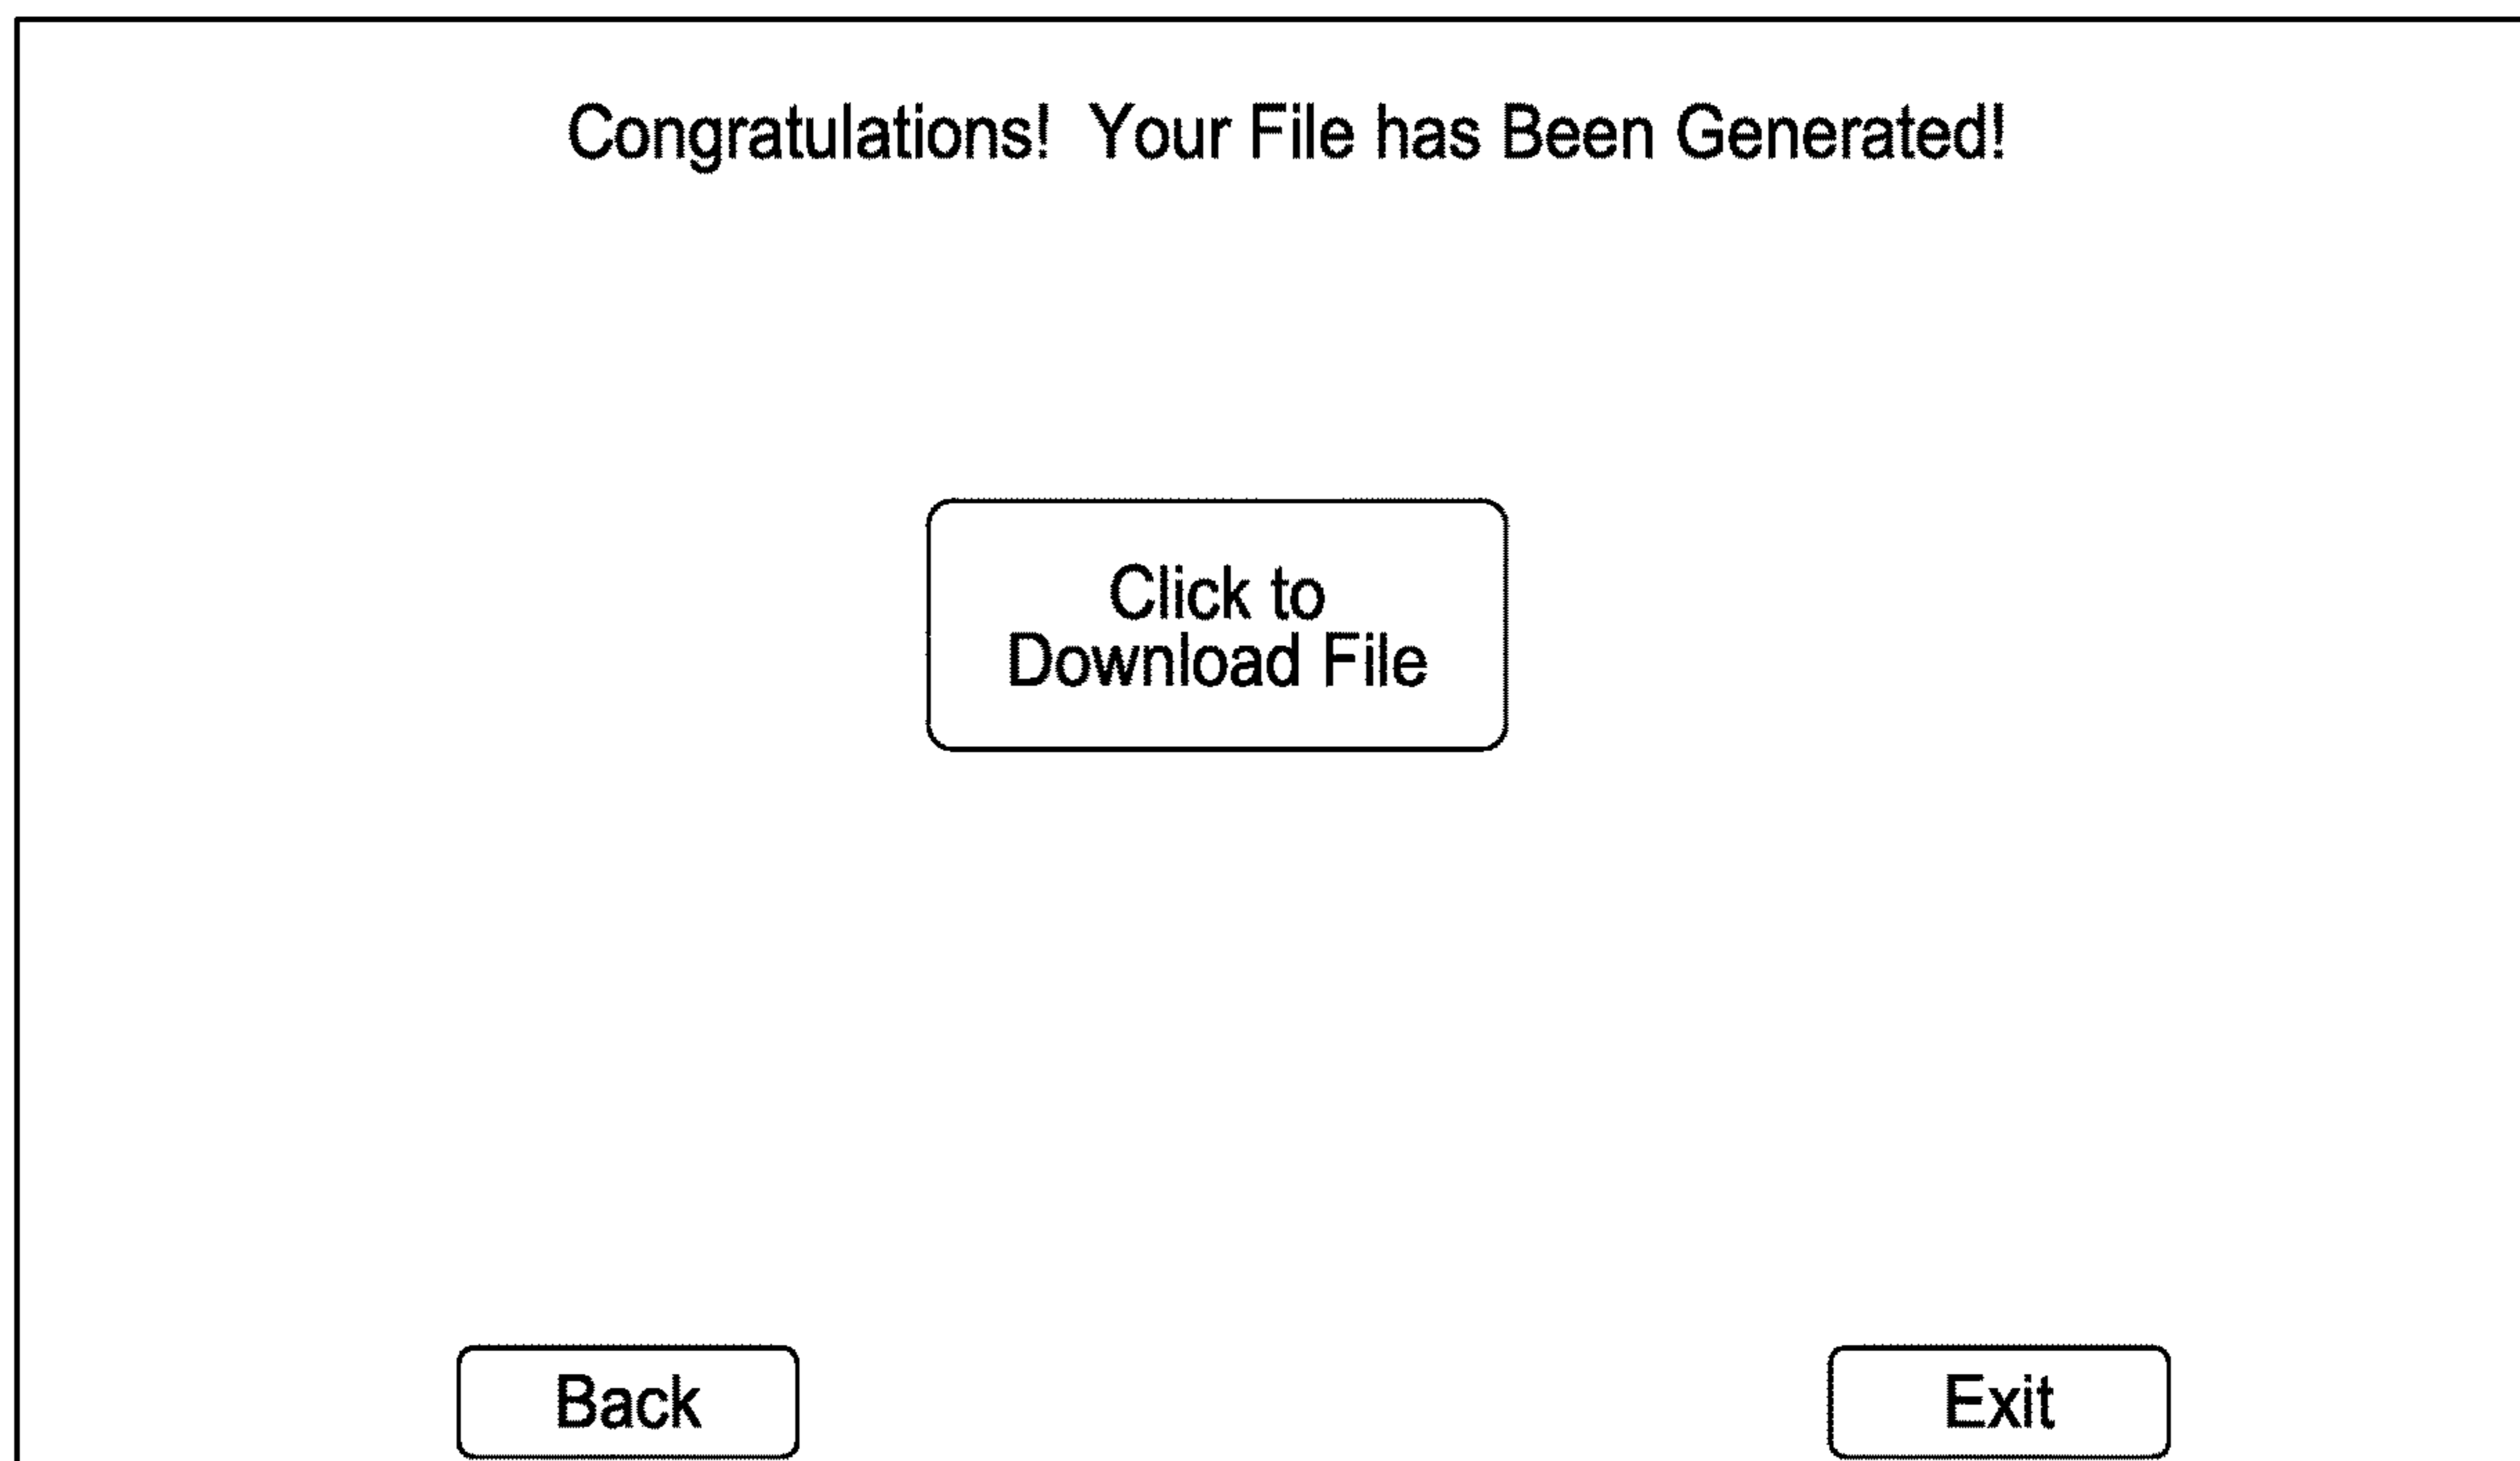 Congratulations!  Your File has Been Generated!
Click to
Download File
Back
Exit